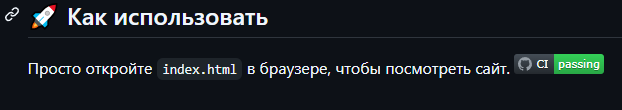 🚀 Как использовать
Просто откройте index.html в браузере, чтобы посмотреть сайт. CI passing